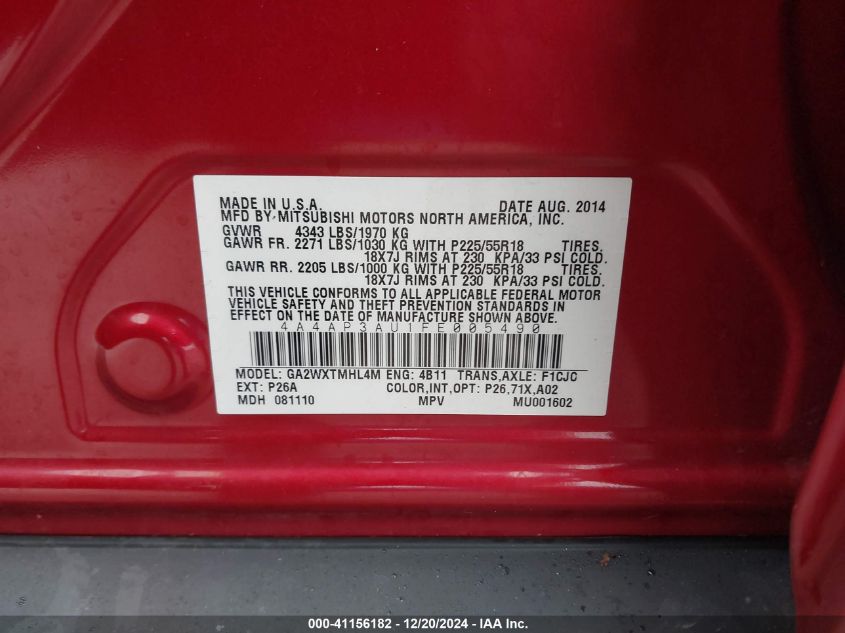 MADE IN U.S.A. DATE AUG. 2014
MFD BY MITSUBISHI MOTORS NORTH AMERICA, INC.
GVWR 4343 LBS/1970 KG
GAWR FR. 2271 LBS/1030 KG WITH P225/55R18 TIRES.
18X7J RIMS AT 230 KPA/33 PSI COLD.
GAWR RR. 2205 LBS/1000 KG WITH P225/55R18 TIRES.
18X7J RIMS AT 230 KPA/33 PSI COLD.
THIS VEHICLE CONFORMS TO ALL APPLICABLE FEDERAL MOTOR
VEHICLE SAFETY AND THEFT PREVENTION STANDARDS IN
EFFECT ON THE DATE OF MANUFACTURE SHOWN ABOVE.
4A4AP3AU1FE005490
MODEL: GA2WXTMHL4M ENG: 4B11 TRANS,AXLE: F1CJC
EXT: P26A COLOR,INT,OPT: P26,71X,A02
MDH 081110 MPV MU001602
000-41156182 - 12/20/2024 - IAA Inc.